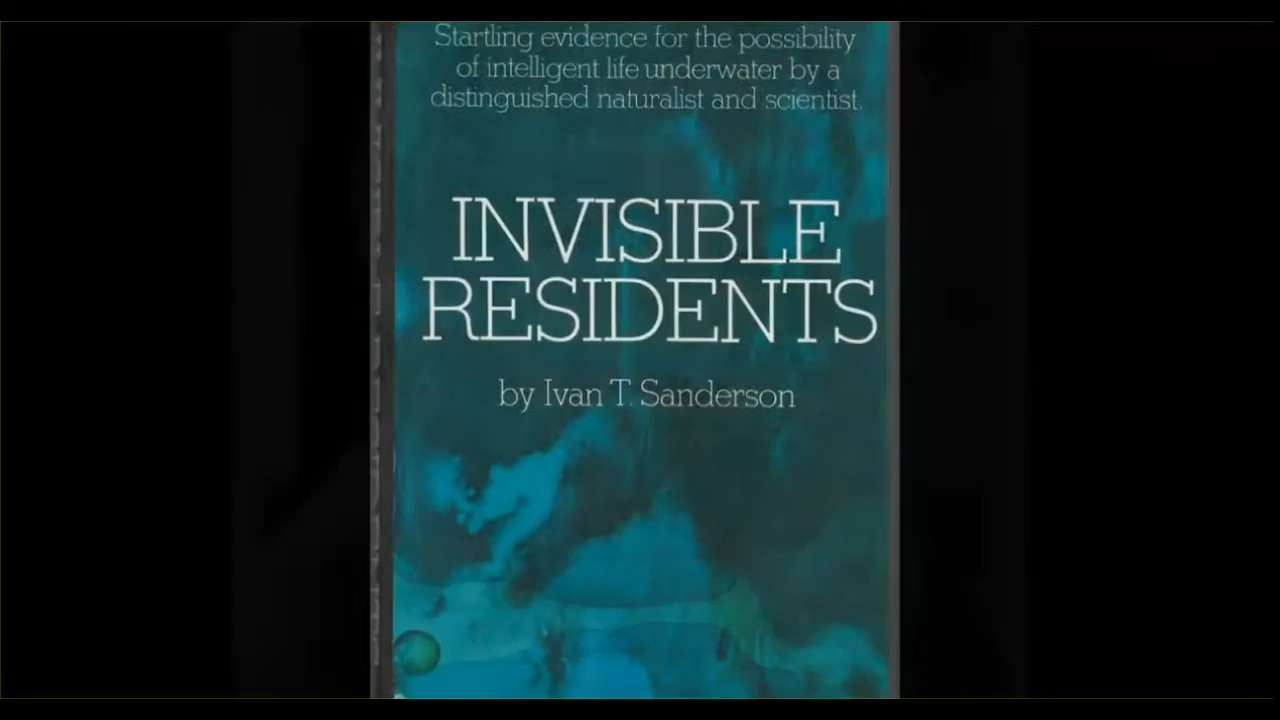 Startling evidence for the possibility
of intelligent life underwater by a
distinguished naturalist and scientist.
INVISIBLE
RESIDENTS
by Ivan T. Sanderson